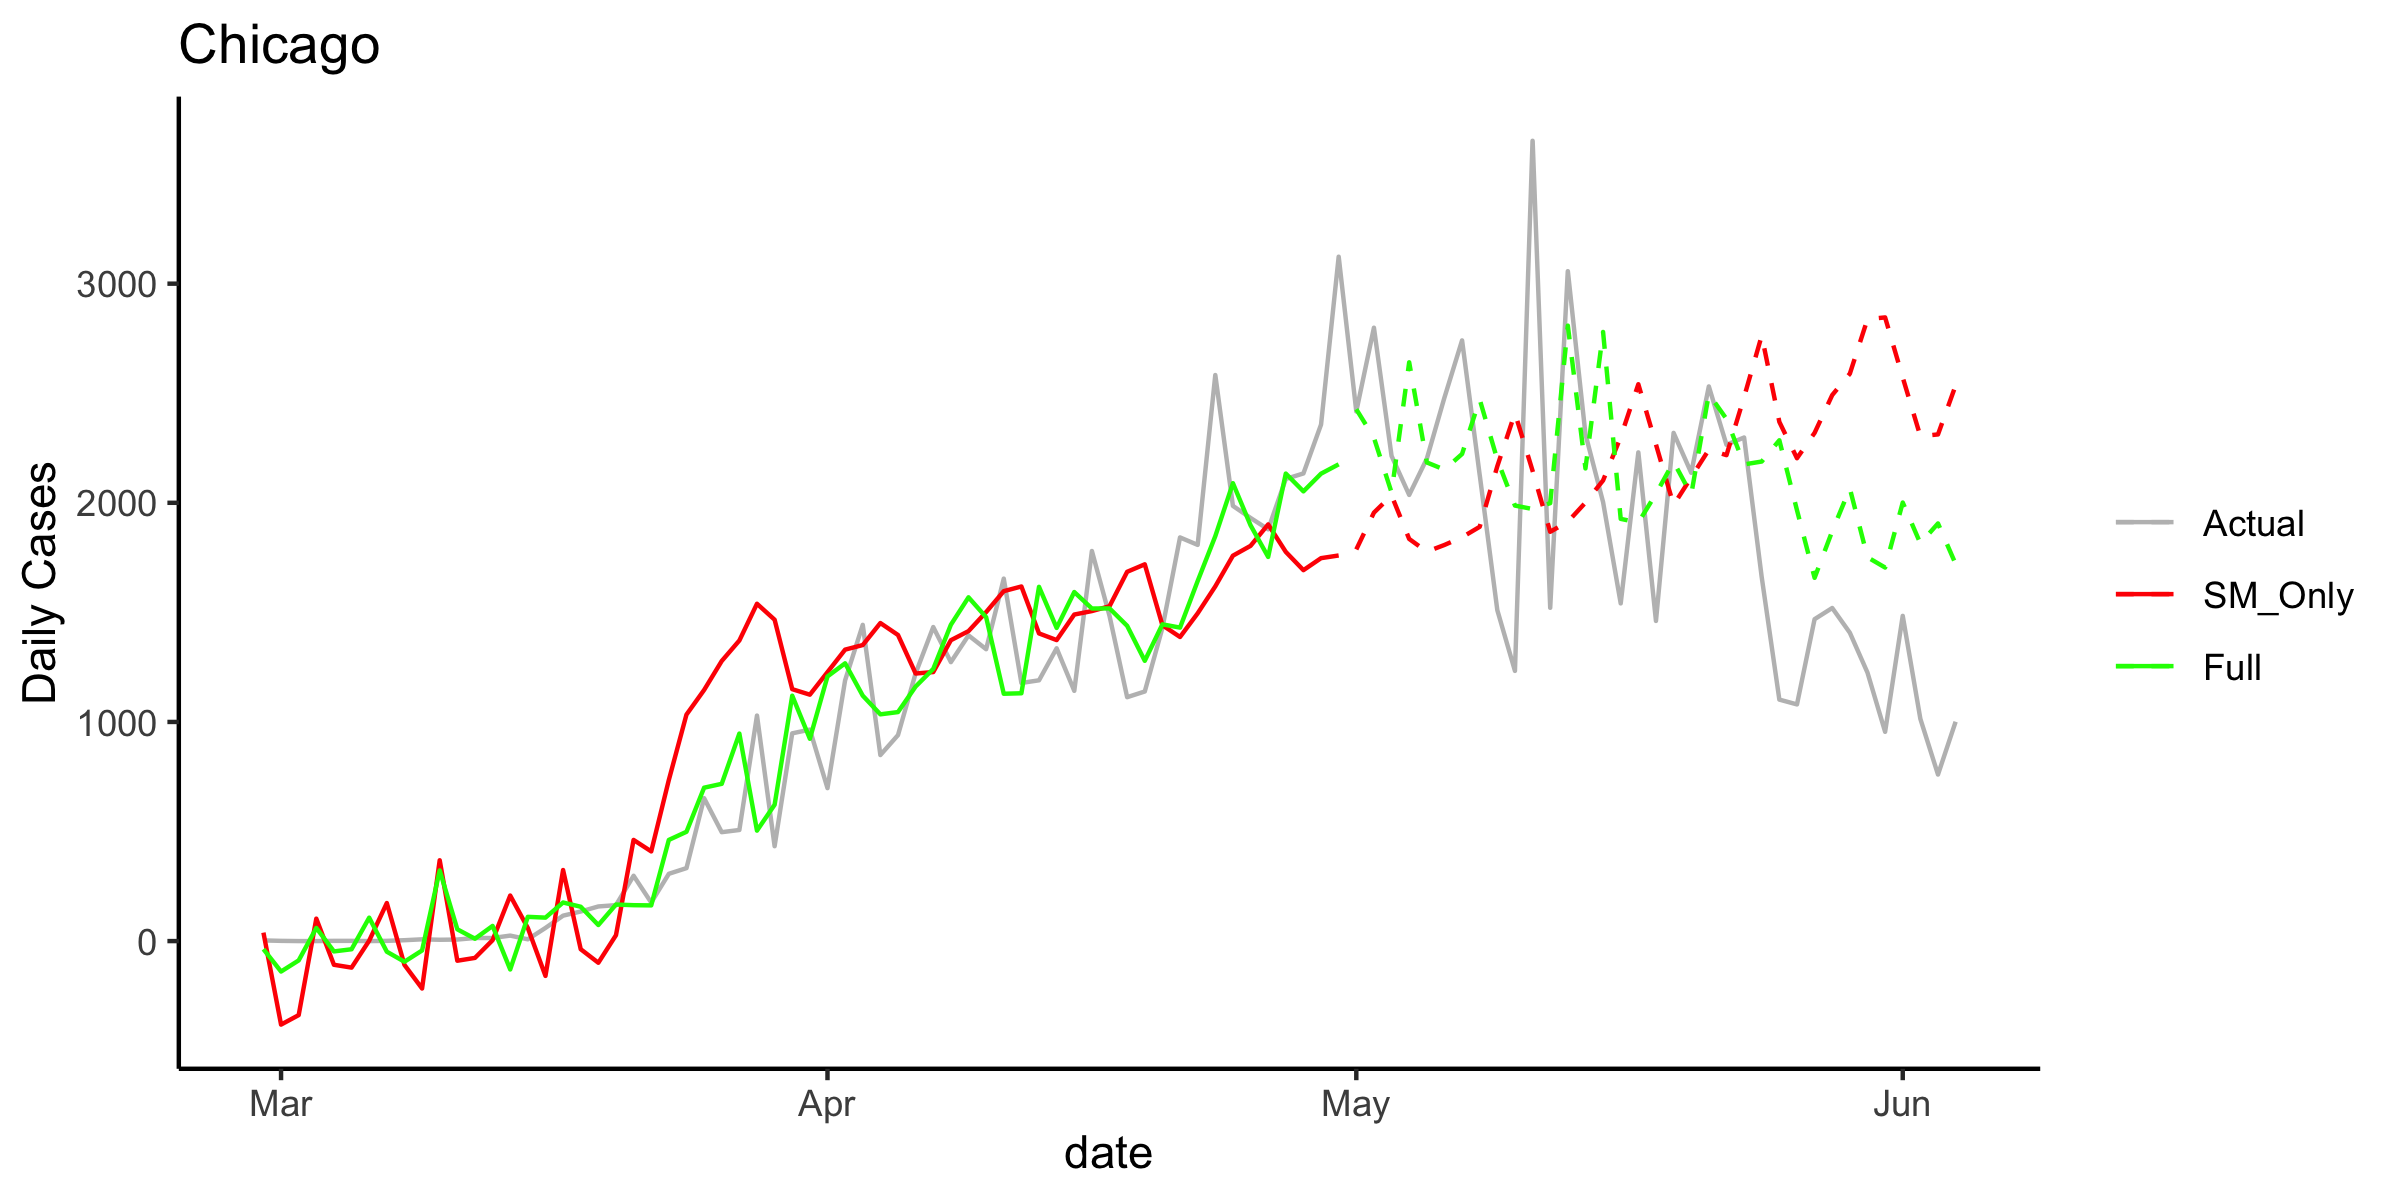 Chicago
Daily Cases
3000
2000
1000
0
Mar
Apr
May
Jun
date
Actual
SM_Only
Full